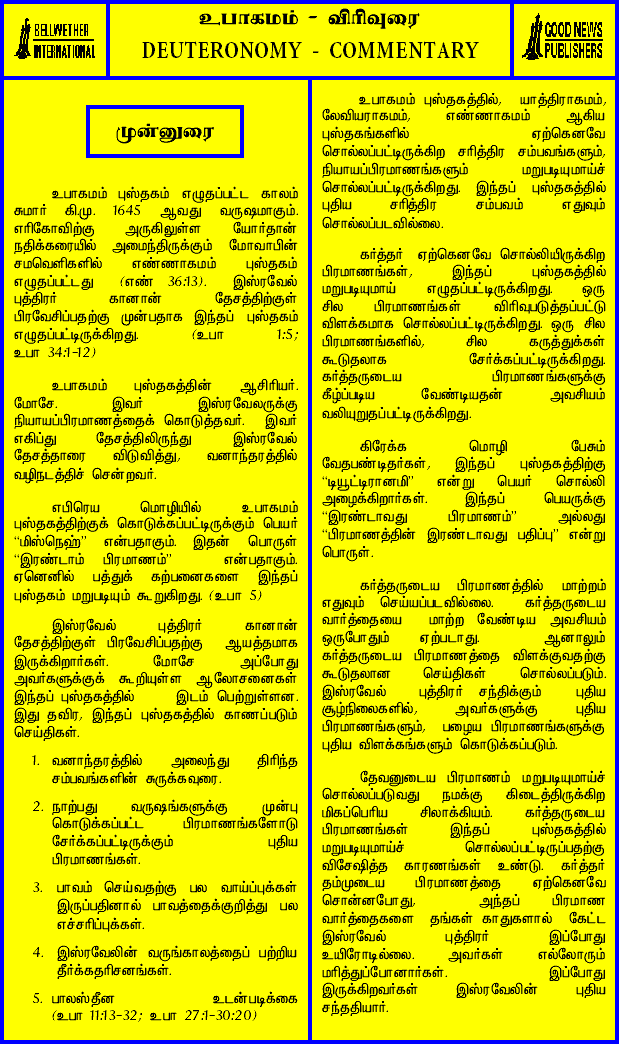 BELLWETHER
INTERNATIONAL
உபாகமம் - விரிவுரை
DEUTERONOMY - COMMENTARY
GOOD NEWS
PUBLISHERS
முன்னுரை
உபாகமம் புஸ்தகம் எழுதப்பட்ட காலம்
சுமார் கி.மு. 1645 ஆவது வருஷமாகும்.
எரிகோவிற்கு அருகிலுள்ள யோர்தான்
நதிக்கரையில் அமைந்திருக்கும் மோவாபின்
சமவெளிகளில் எண்ணாகமம் புஸ்தகம்
எழுதப்பட்டது (எண் 36:13). இஸ்ரவேல்
புத்திரர் கானான் தேசத்திற்குள்
பிரவேசிப்பதற்கு முன்பதாக இந்தப் புஸ்தகம்
எழுதப்பட்டிருக்கிறது. (உபா 1:5;
உபா 34:1-12)
உபாகமம் புஸ்தகத்தின் ஆசிரியர்.
மோசே. இவர் இஸ்ரவேலருக்கு
நியாயப்பிரமாணத்தைக் கொடுத்தவர். இவர்
எகிப்து தேசத்திலிருந்து இஸ்ரவேல்
தேசத்தாரை விடுவித்து, வனாந்தரத்தில்
வழிநடத்திச் சென்றவர்.
எபிரெய மொழியில் உபாகமம்
புஸ்தகத்திற்குக் கொடுக்கப்பட்டிருக்கும் பெயர்
“மிஸ்நெஹ்” என்பதாகும். இதன் பொருள்
“இரண்டாம் பிரமாணம்” என்பதாகும்.
ஏனெனில் பத்துக் கற்பனைகளை இந்தப்
புஸ்தகம் மறுபடியும் கூறுகிறது. (உபா 5)
இஸ்ரவேல் புத்திரர் கானான்
தேசத்திற்குள் பிரவேசிப்பதற்கு ஆயத்தமாக
இருக்கிறார்கள். மோசே அப்போது
அவர்களுக்குக் கூறியுள்ள ஆலோசனைகள்
இந்தப் புஸ்தகத்தில் இடம் பெற்றுள்ளன.
இது தவிர, இந்தப் புஸ்தகத்தில் காணப்படும்
செய்திகள்.
1. வனாந்தரத்தில் அலைந்து திரிந்த
சம்பவங்களின் சுருக்கவுரை.
2. நாற்பது வருஷங்களுக்கு முன்பு
கொடுக்கப்பட்ட பிரமாணங்களோடு
சேர்க்கப்பட்டிருக்கும் புதிய
பிரமாணங்கள்.
3. பாவம் செய்வதற்கு பல வாய்ப்புக்கள்
இருப்பதினால் பாவத்தைக்குறித்து பல
எச்சரிப்புக்கள்.
4. இஸ்ரவேலின் வருங்காலத்தைப் பற்றிய
தீர்க்கதரிசனங்கள்.
5. பாலஸ்தீன உடன்படிக்கை
(உபா 11:13-32; உபா 27:1-30:20)
உபாகமம் புஸ்தகத்தில், யாத்திராகமம்,
லேவியராகமம், எண்ணாகமம் ஆகிய
புஸ்தகங்களில் ஏற்கெனவே
சொல்லப்பட்டிருக்கிற சரித்திர சம்பவங்களும்,
நியாயப்பிரமாணங்களும் மறுபடியுமாய்ச்
சொல்லப்பட்டிருக்கிறது. இந்தப் புஸ்தகத்தில்
புதிய சரித்திர சம்பவம் எதுவும்
சொல்லப்படவில்லை.
கர்த்தர் ஏற்கெனவே சொல்லியிருக்கிற
பிரமாணங்கள், இந்தப் புஸ்தகத்தில்
மறுபடியுமாய் எழுதப்பட்டிருக்கிறது. ஒரு
சில பிரமாணங்கள் விரிவுபடுத்தப்பட்டு
விளக்கமாக சொல்லப்பட்டிருக்கிறது. ஒரு சில
பிரமாணங்களில், சில கருத்துக்கள்
கூடுதலாக சேர்க்கப்பட்டிருக்கிறது.
கர்த்தருடைய பிரமாணங்களுக்கு
கீழ்ப்படிய வேண்டியதன் அவசியம்
வலியுறுதப்பட்டிருக்கிறது.
கிரேக்க மொழி பேசும்
வேதபண்டிதர்கள், இந்தப் புஸ்தகத்திற்கு
“டியூட்டிரானமி” என்று பெயர் சொல்லி
அழைக்கிறார்கள். இந்தப் பெயருக்கு
“இரண்டாவது பிரமாணம்” அல்லது
“பிரமாணத்தின் இரண்டாவது பதிப்பு” என்று
பொருள்.
கர்த்தருடைய பிரமாணத்தில் மாற்றம்
எதுவும் செய்யப்படவில்லை. கர்த்தருடைய
வார்த்தையை மாற்ற வேண்டிய அவசியம்
ஒருபோதும் ஏற்படாது. ஆனாலும்
கர்த்தருடைய பிரமாணத்தை விளக்குவதற்கு
கூடுதலான செய்திகள் சொல்லப்படும்.
இஸ்ரவேல் புத்திரர் சந்திக்கும் புதிய
சூழ்நிலைகளில், அவர்களுக்கு புதிய
பிரமாணங்களும், பழைய பிரமாணங்களுக்கு
புதிய விளக்கங்களும் கொடுக்கப்படும்.
தேவனுடைய பிரமாணம் மறுபடியுமாய்ச்
சொல்லப்படுவது நமக்கு கிடைத்திருக்கிற
மிகப்பெரிய சிலாக்கியம். கர்த்தருடைய
பிரமாணங்கள் இந்தப் புஸ்தகத்தில்
மறுபடியுமாய்ச் சொல்லப்பட்டிருப்பதற்கு
விசேஷித்த காரணங்கள் உண்டு. கர்த்தர்
தம்முடைய பிரமாணத்தை ஏற்கெனவே
சொன்னபோது, அந்தப் பிரமாண
வார்த்தைகளை தங்கள் காதுகளால் கேட்ட
இஸ்ரவேல் புத்திரர் இப்போது
உயிரோடில்லை. அவர்கள் எல்லோரும்
மரித்துப்போனார்கள். இப்போது
இருக்கிறவர்கள் இஸ்ரவேலின் புதிய
சந்ததியார்.